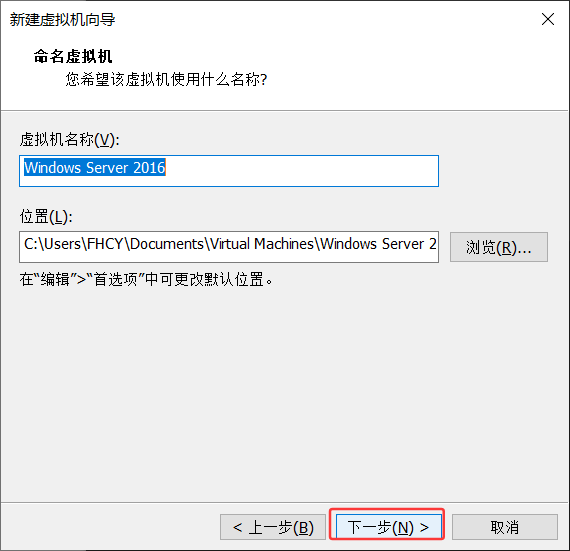 新建虚拟机向导
命名虚拟机
您希望该虚拟机使用什么名称?
虚拟机名称(V):
Windows Server 2016
位置(L):
C:\Users\FHCY\Documents\Virtual Machines\Windows Server 2
浏览(R)...
在“编辑”>“首选项”中可更改默认位置。
< 上一步(B)
下一步(N) >
取消